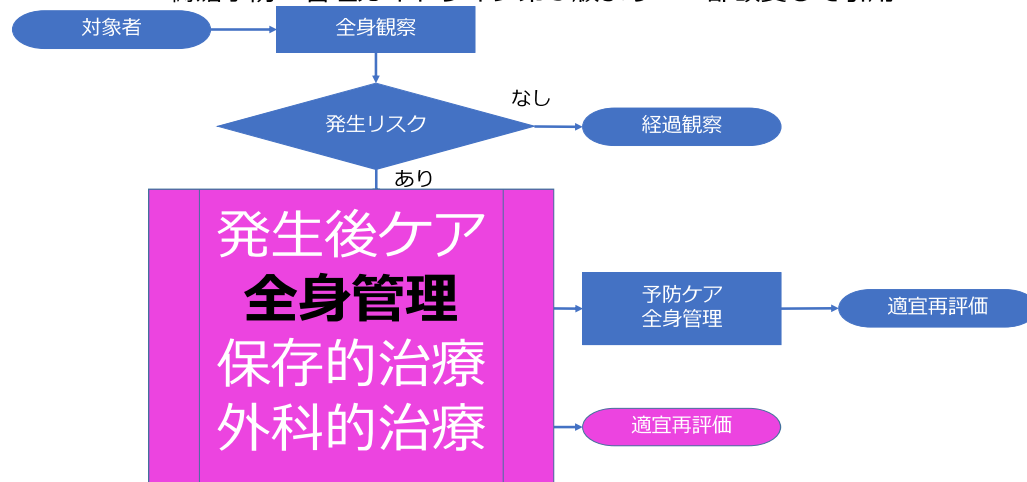 対象者
全身観察
発生リスク
なし
経過観察
あり
発生後ケア
全身管理
保存的治療
外科的治療
予防ケア
全身管理
適宜再評価
適宜再評価